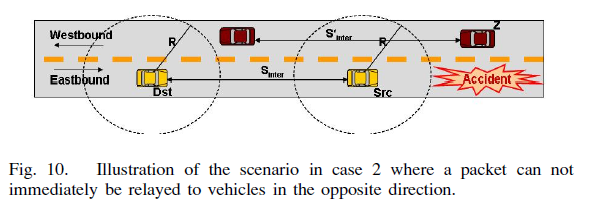 Westbound
R
S'inter
R
Z
Eastbound
Sinter
Accident
Dst
Src
Fig. 10. Illustration of the scenario in case 2 where a packet can not
immediately be relayed to vehicles in the opposite direction.